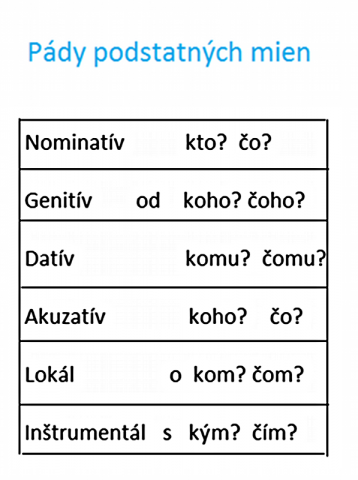 Pády podstatných mien
Nominatív kto? čo?
Genitív od koho? čoho?
Datív komu? čomu?
Akuzatív koho? čo?
Lokál o kom? čom?
Inštrumentál s kým? čím?